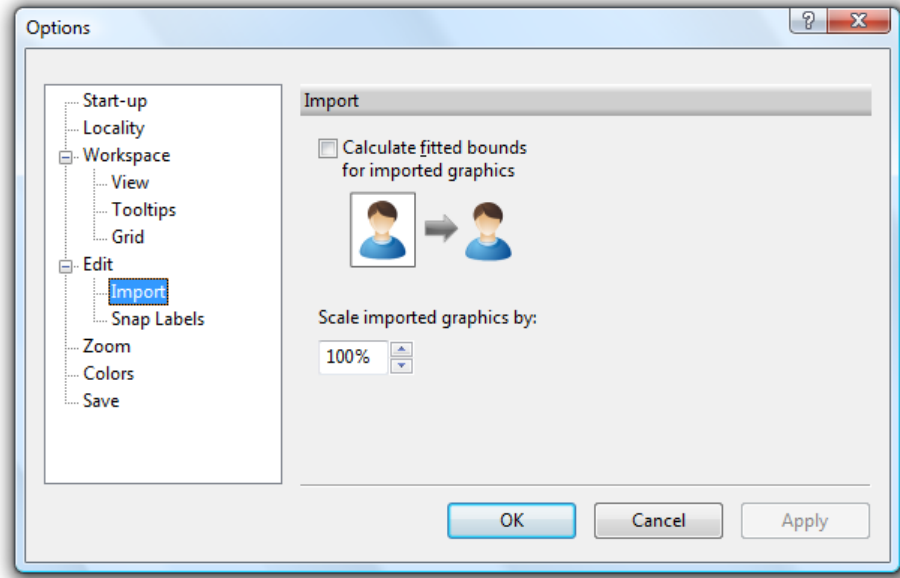 Options
Start-up
Locality
Workspace
View
Tooltips
Grid
Edit
Import
Snap Labels
Zoom
Colors
Save
Import
Calculate fitted bounds
for imported graphics
Scale imported graphics by:
100%
OK
Cancel
Apply